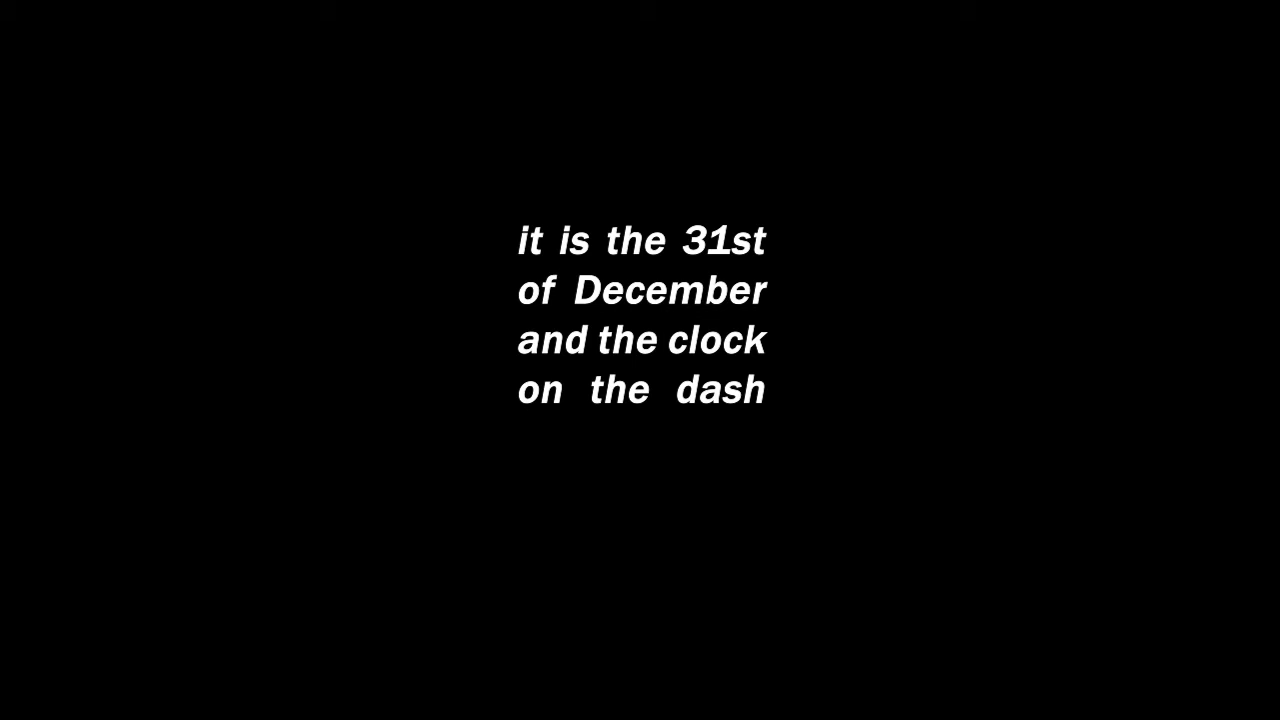 it is the 31st
of December
and the clock
on the dash